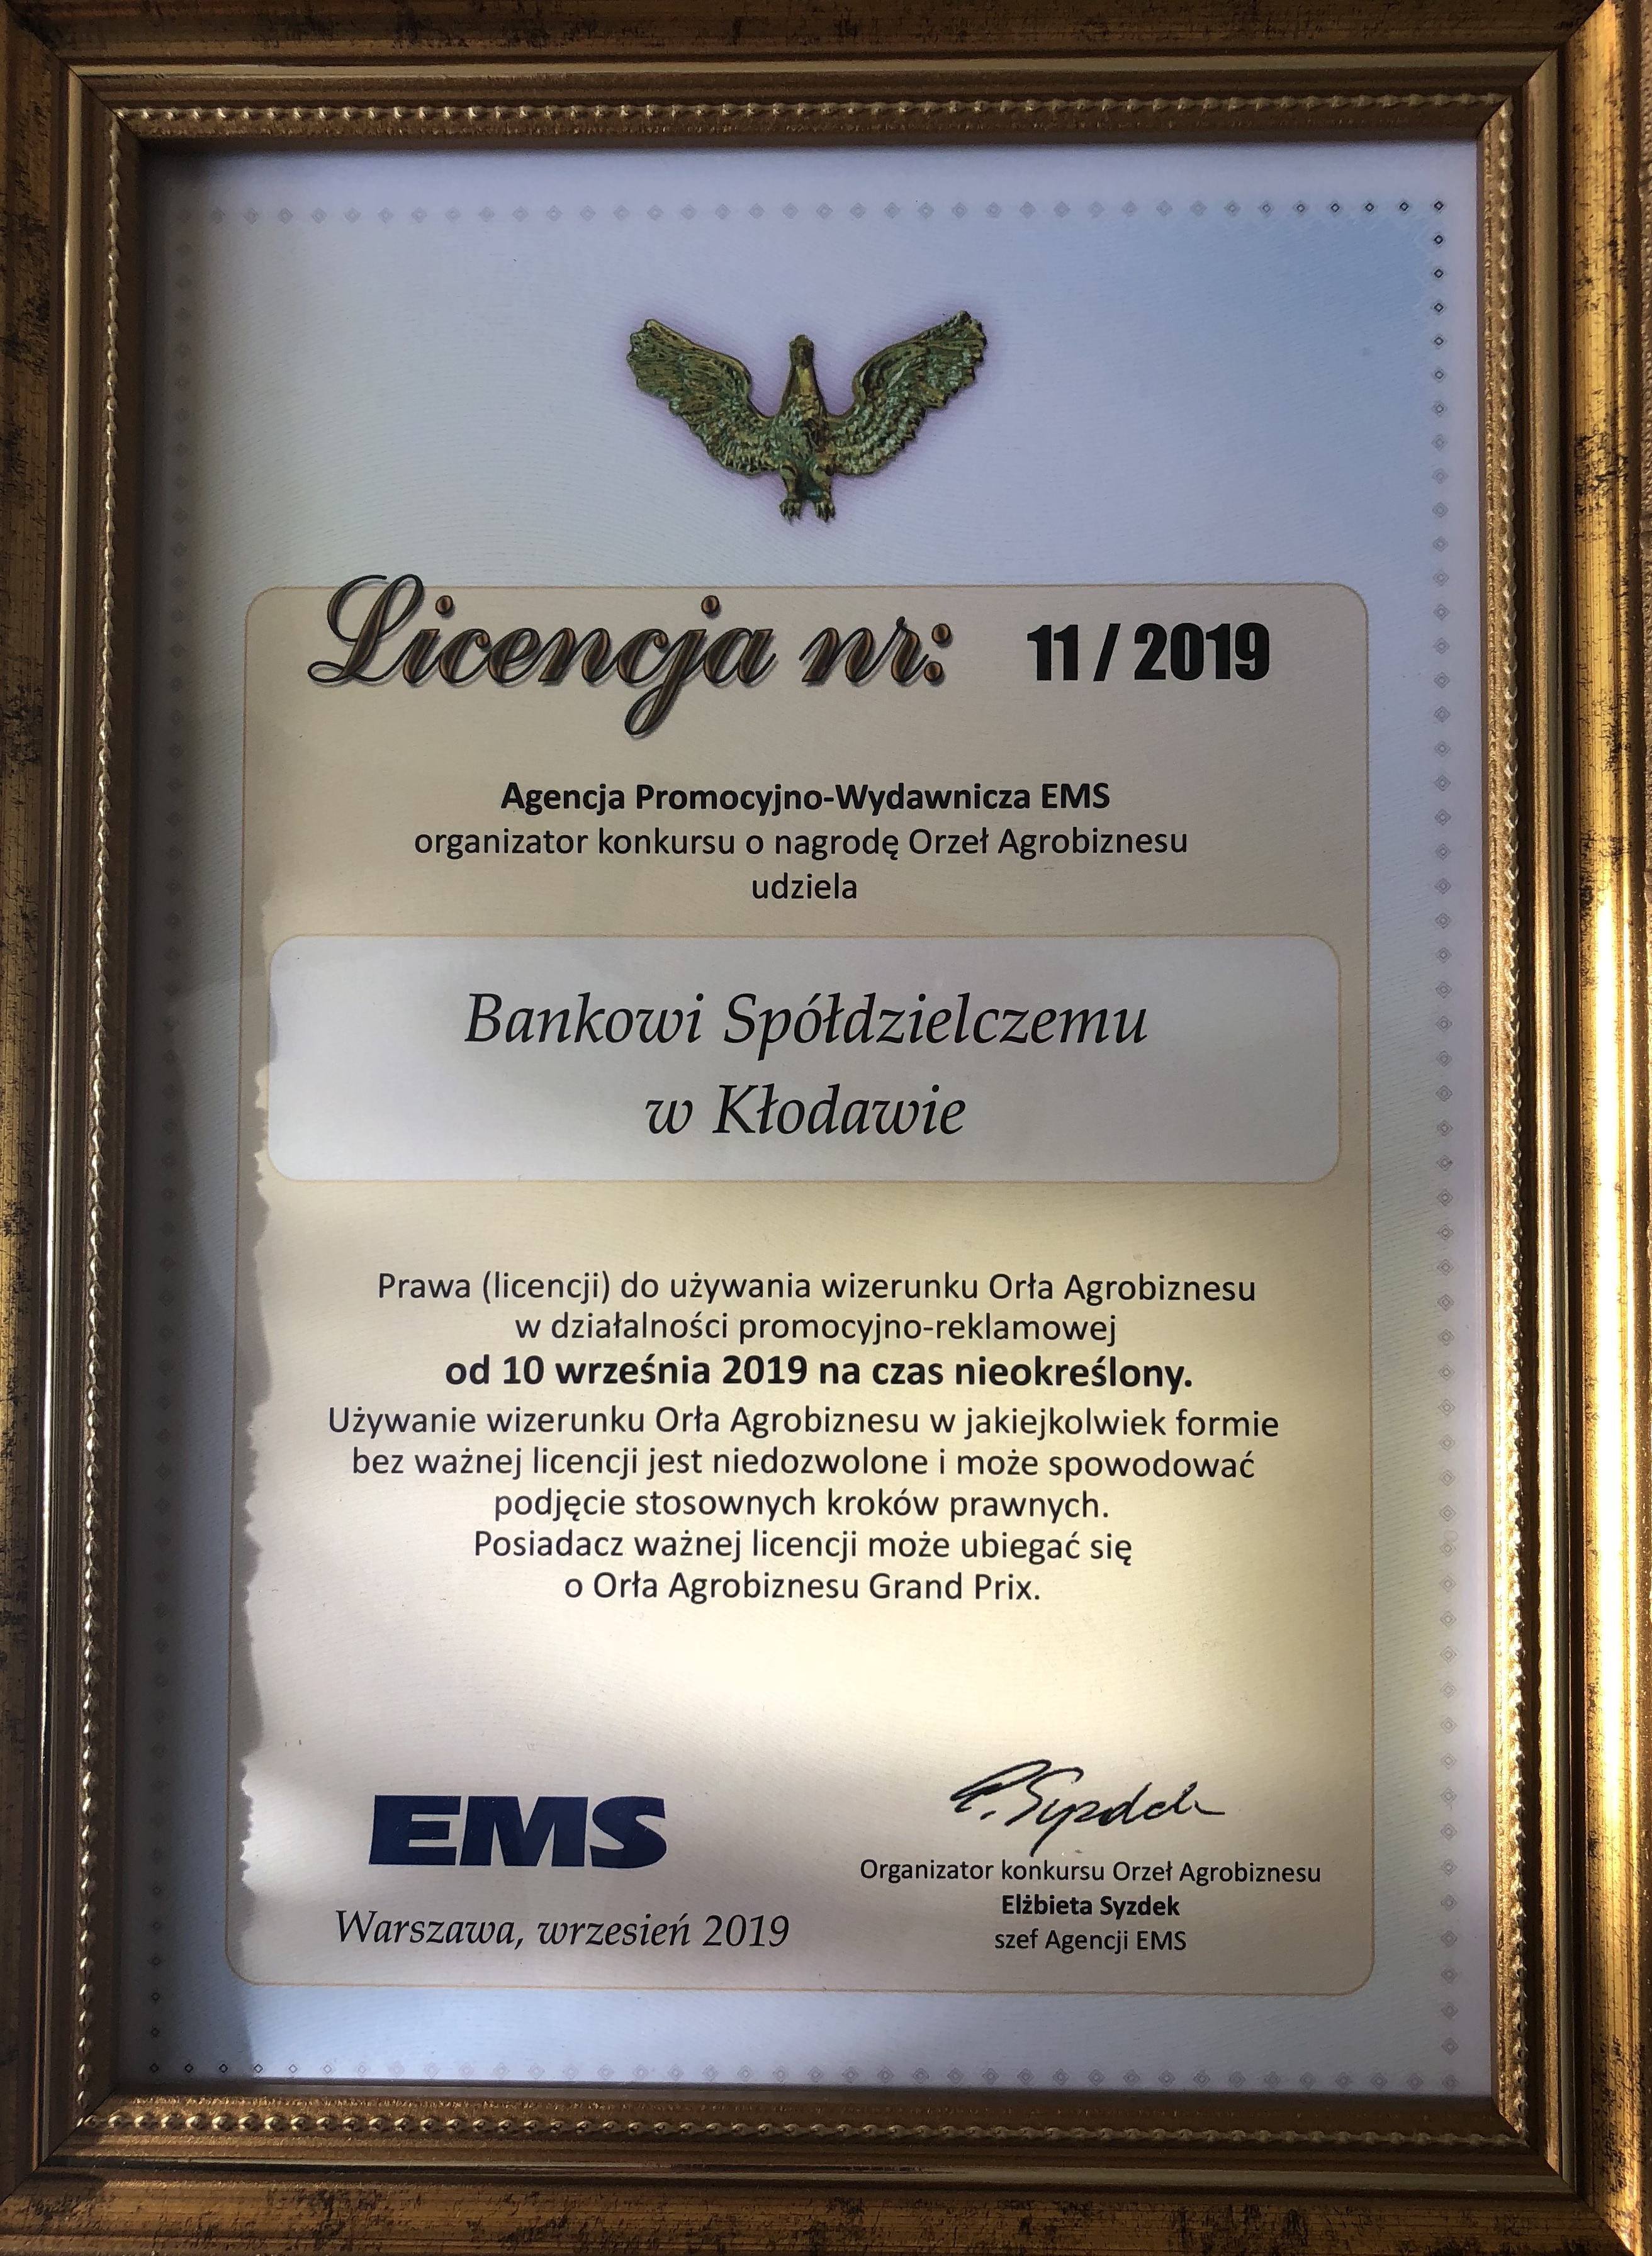 Licencja nr: 11 / 2019
Agencja Promocyjno-Wydawnicza EMS
organizator konkursu o nagrodę Orzeł Agrobiznesu
udziela
Bankowi Spółdzielczemu
w Kłodawie
Prawa (licencji) do używania wizerunku Orła Agrobiznesu
w działalności promocyjno-reklamowej
od 10 września 2019 na czas nieokreślony.
Używanie wizerunku Orła Agrobiznesu w jakiejkolwiek formie
bez ważnej licencji jest niedozwolone i może spowodować
podjęcie stosownych kroków prawnych.
Posiadacz ważnej licencji może ubiegać się
o Orła Agrobiznesu Grand Prix.
EMS
Warszawa, wrzesień 2019
E. Syzdek
Organizator konkursu Orzeł Agrobiznesu
Elżbieta Syzdek
szef Agencji EMS